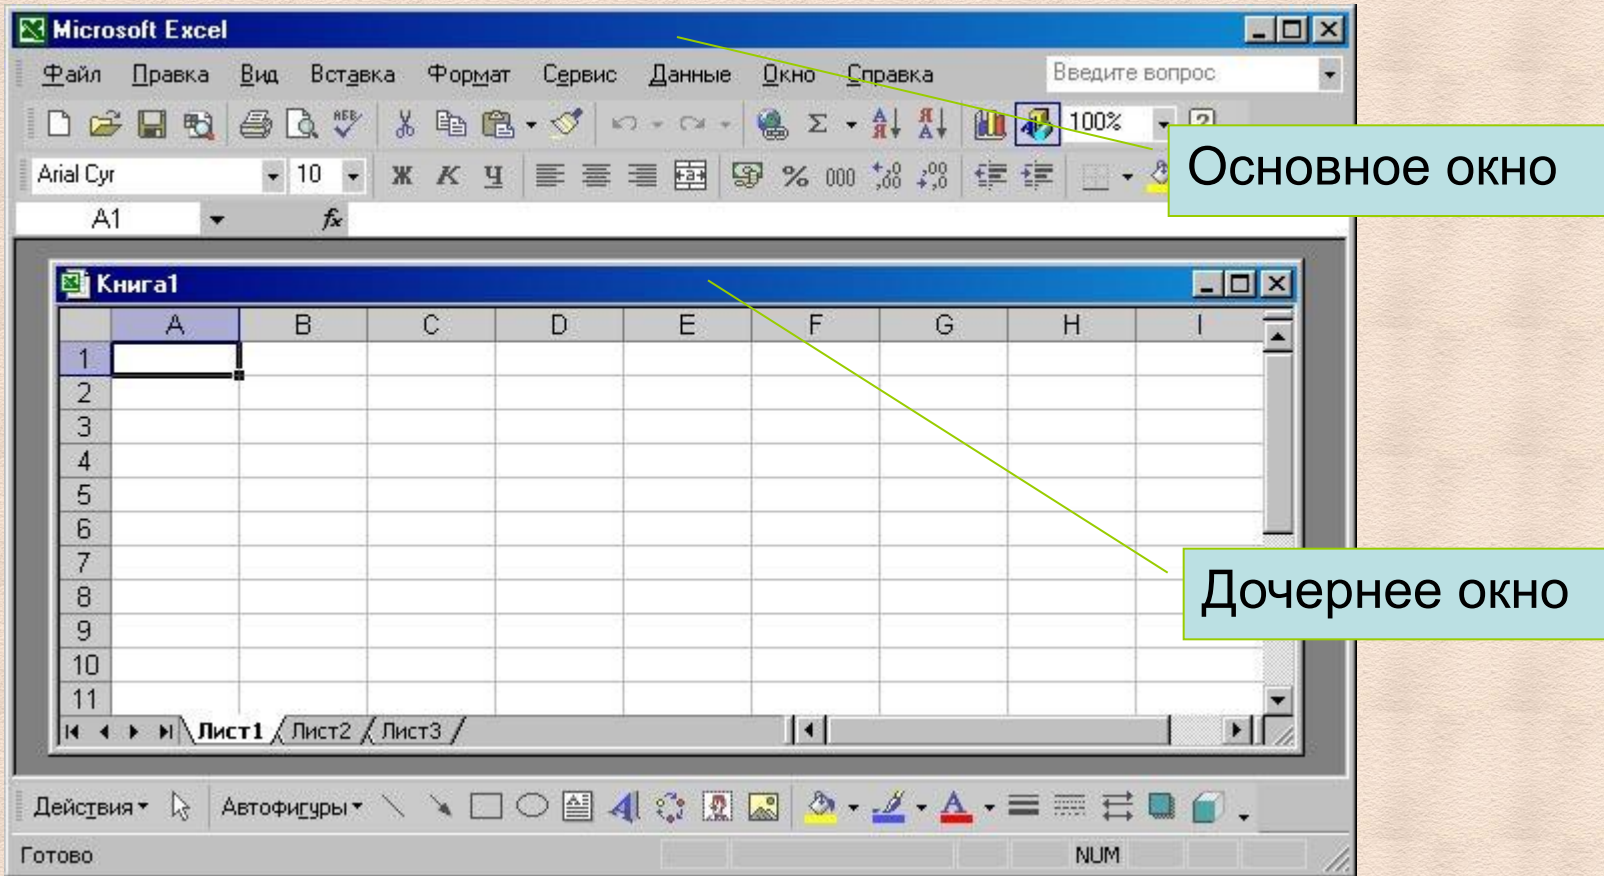 Microsoft Excel
Файл Правка Вид Вставка Формат Сервис Данные Окно Справка Введите вопрос
100%
Arial Cyr 10 Ж К Ч % 000
Основное окно
A1 fx
Книга1
A B C D E F G H I
1
2
3
4
5
6
7
8
9
10
11
Дочернее окно
Лист1 Лист2 Лист3
Действия Автофигуры
Готово NUM